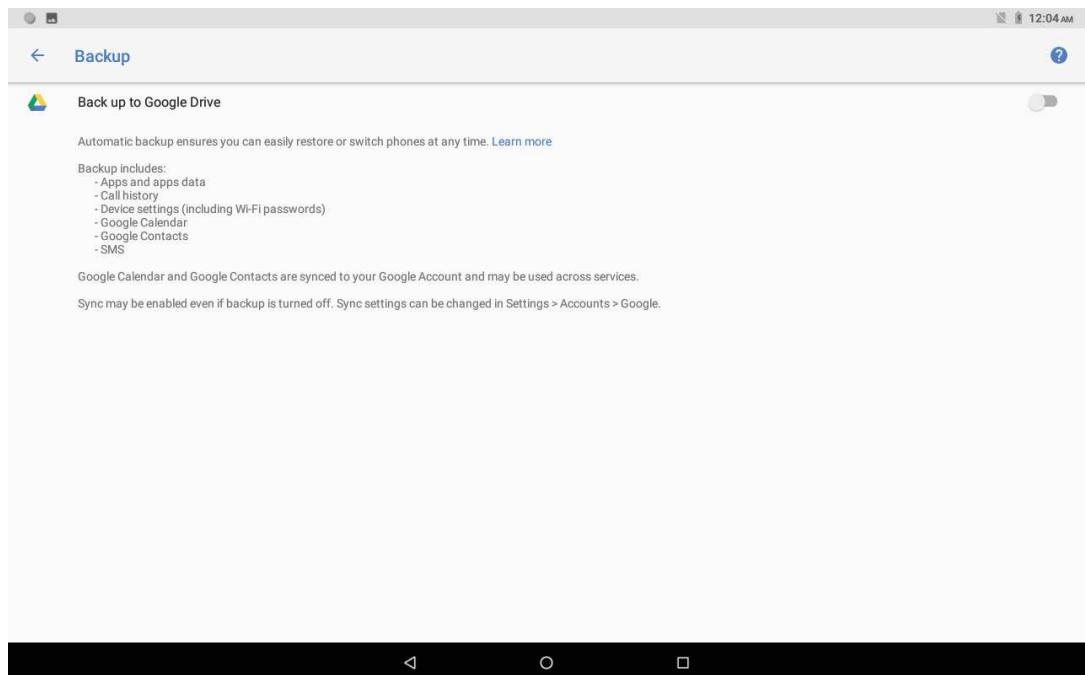 12:04 AM
Backup
?
Back up to Google Drive
Automatic backup ensures you can easily restore or switch phones at any time. Learn more
Backup includes:
- Apps and apps data
- Call history
- Device settings (including Wi-Fi passwords)
- Google Calendar
- Google Contacts
- SMS
Google Calendar and Google Contacts are synced to your Google Account and may be used across services.
Sync may be enabled even if backup is turned off. Sync settings can be changed in Settings > Accounts > Google.